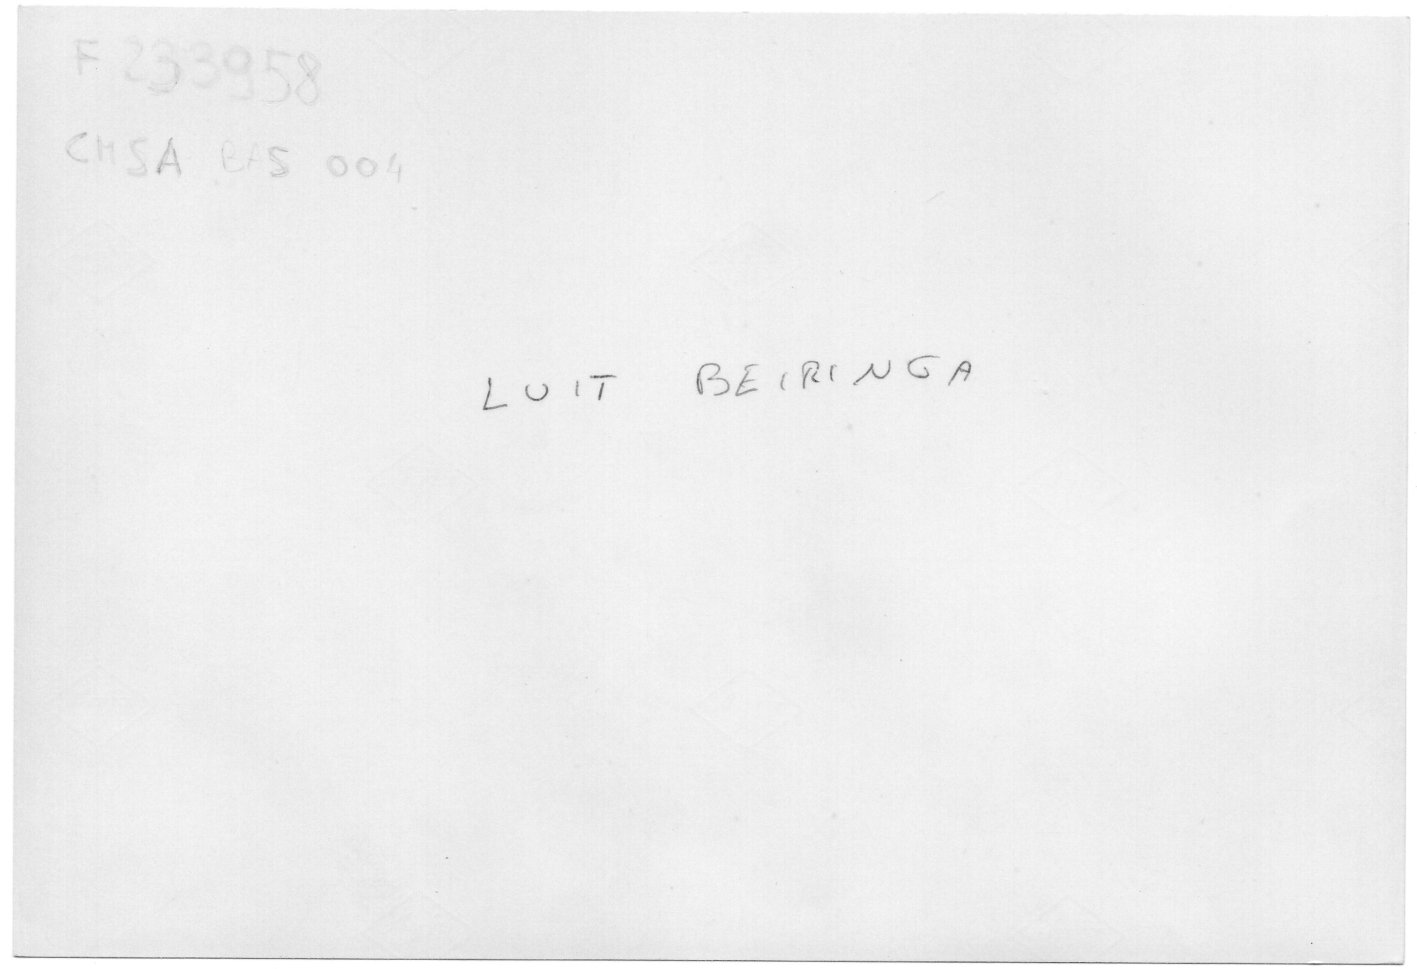 F 233958
CMSA BAS 004
LUIT BEIRINGA